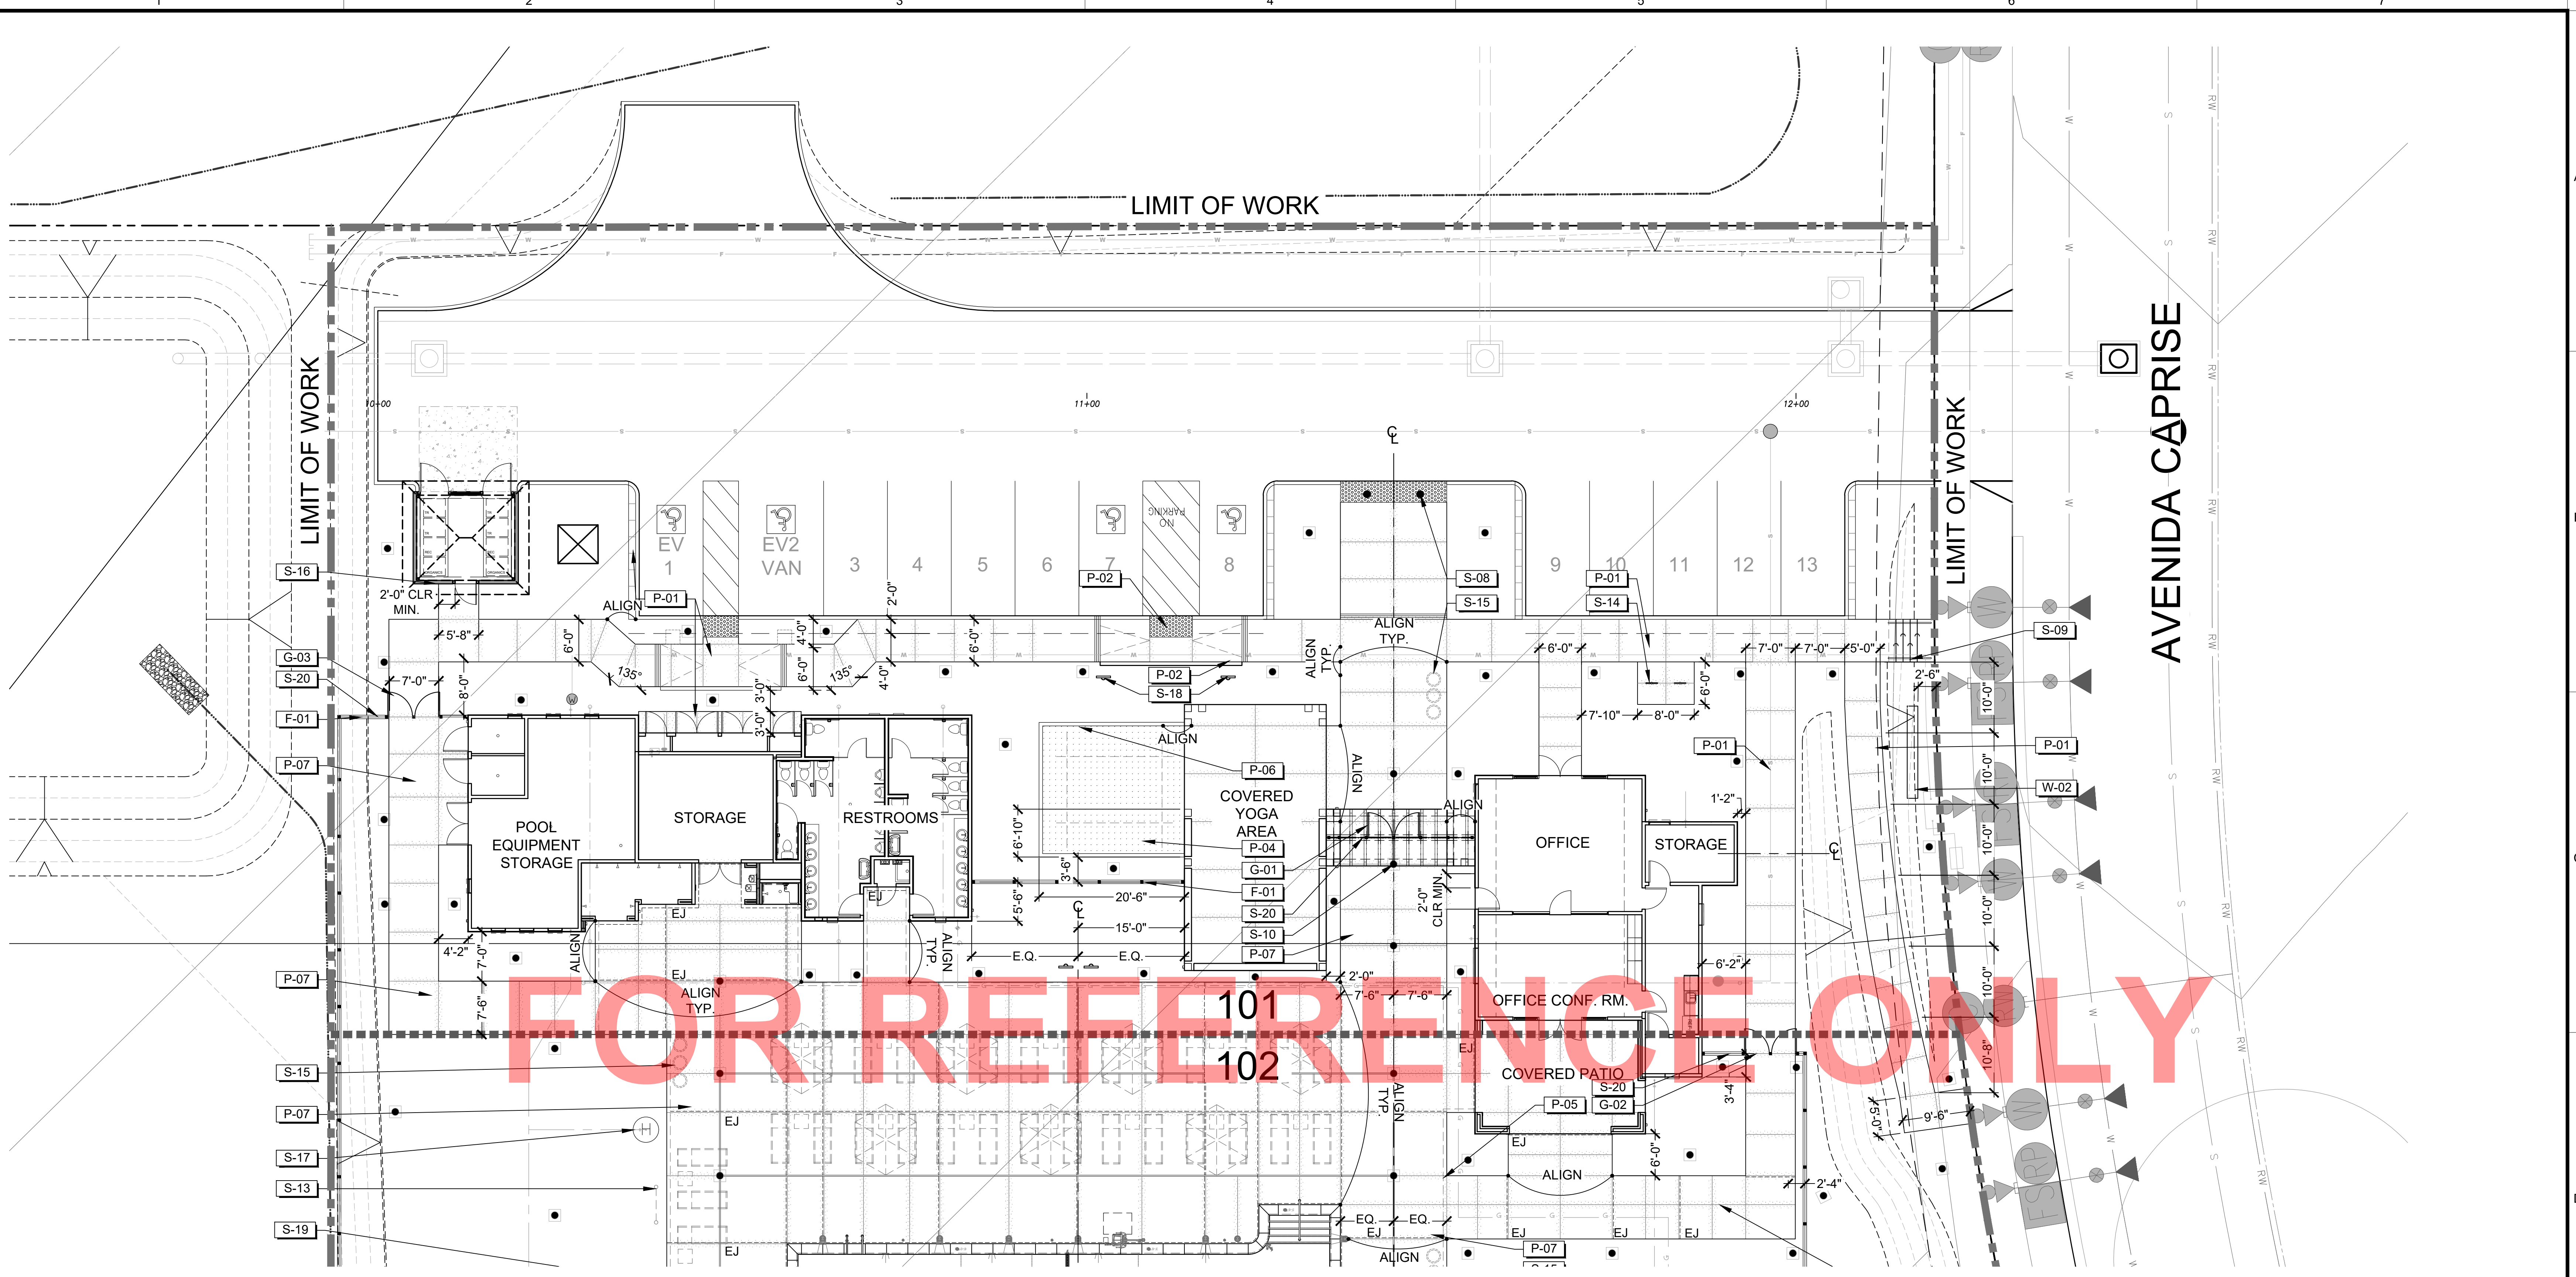 1
2
3
4
5
6
7
LIMIT OF WORK
LIMIT OF WORK
LIMIT OF WORK
AVENIDA CAPRISE
10+00
11+00
12+00
EV
1
EV2
VAN
3
4
5
6
7
NO
PARKING
8
9
10
11
12
13
S-16
2'-0" CLR
MIN.
5'-8"
6'-0"
ALIGN
P-01
135°
135°
4'-0"
6'-0"
2'-0"
4'-0"
6'-0"
P-02
P-02
S-18
S-08
S-15
P-01
S-14
S-09
ALIGN
TYP.
ALIGN
TYP.
6'-0"
7'-0"
7'-0"
5'-0"
2'-6"
6'-0"
7'-10"
8'-0"
G-03
S-20
7'-0"
8'-0"
F-01
P-07
3'-0"
3'-0"
ALIGN
P-06
ALIGN
P-01
P-01
W-02
10'-0"
10'-0"
10'-0"
10'-0"
10'-0"
10'-8"
POOL
EQUIPMENT
STORAGE
STORAGE
RESTROOMS
COVERED
YOGA
AREA
P-04
G-01
F-01
S-20
S-10
P-07
6'-10"
3'-6"
5'-6"
20'-6"
15'-0"
E.Q.
E.Q.
ALIGN
OFFICE
STORAGE
1'-2"
2'-0"
CLR MIN.
EJ
EJ
EJ
4'-2"
7'-0"
7'-6"
ALIGN
ALIGN
TYP.
ALIGN
TYP.
P-07
2'-0"
7'-6"
7'-6"
OFFICE CONF. RM.
6'-2"
101
102
FOR REFERENCE ONLY
EJ
COVERED PATIO
S-20
G-02
P-05
3'-4"
5'-0"
9'-6"
S-15
P-07
S-17
S-13
S-19
EJ
EJ
ALIGN
TYP.
EJ
6'-0"
ALIGN
2'-4"
EQ.
EQ.
EJ
EJ
EJ
EJ
ALIGN
P-07